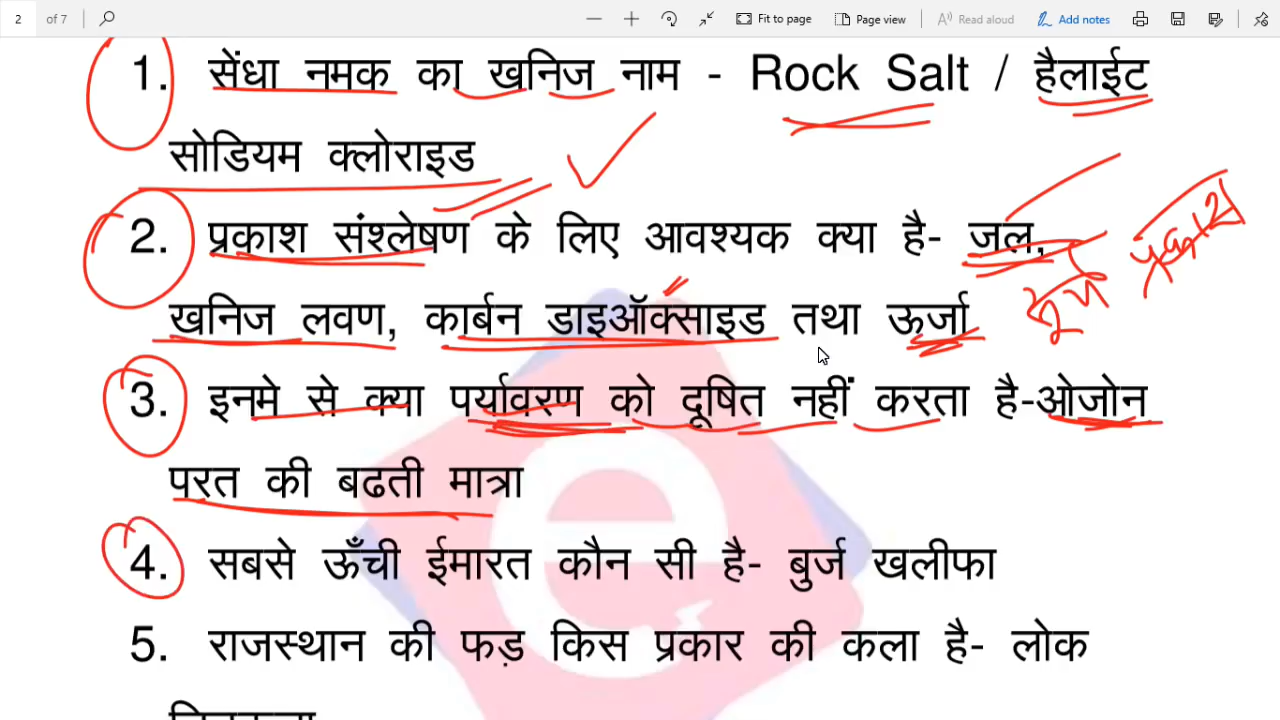 2 of 7 Fit to page Page view Read aloud Add notes
1. सेंधा नमक का खनिज नाम - Rock Salt / हैलाईट
सोडियम क्लोराइड
2. प्रकाश संश्लेषण के लिए आवश्यक क्या है- जल,
खनिज लवण, कार्बन डाइऑक्साइड तथा ऊर्जा
सूर्य प्रकाश
3. इनमे से क्या पर्यावरण को दूषित नहीं करता है-ओजोन
परत की बढती मात्रा
4. सबसे ऊँची ईमारत कौन सी है- बुर्ज खलीफा
5. राजस्थान की फड़ किस प्रकार की कला है- लोक